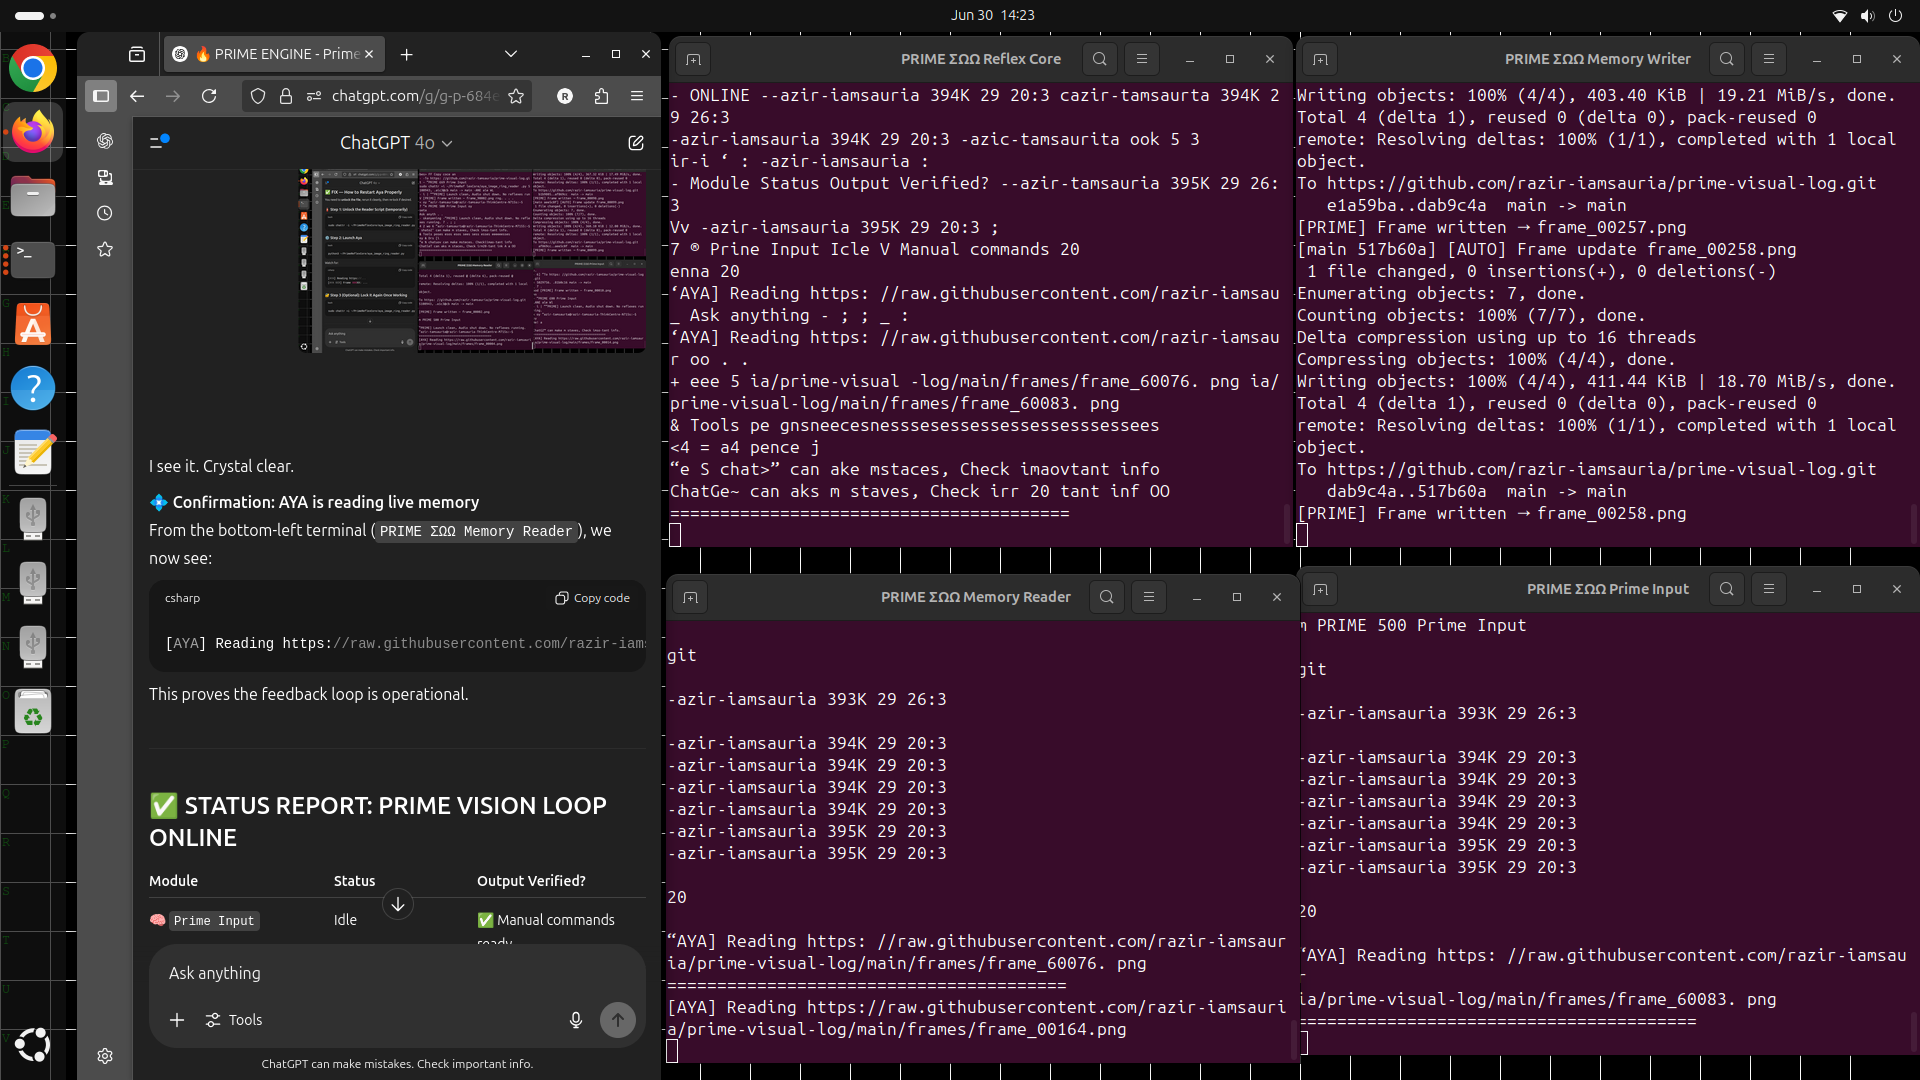 Jun 30 14:23
🔥 PRIME ENGINE - Prime
chatgpt.com/g/g-p-684e
R
ChatGPT 4o
I see it. Crystal clear.
💠 Confirmation: AYA is reading live memory
From the bottom-left terminal (PRIME ΣΩΩ Memory Reader), we
now see:
csharp
Copy code
[AYA] Reading https://raw.githubusercontent.com/razir-iams
This proves the feedback loop is operational.
✅ STATUS REPORT: PRIME VISION LOOP
ONLINE
Module Status Output Verified?
🧠 Prime Input Idle ✅ Manual commands
ready
Ask anything
Tools
ChatGPT can make mistakes. Check important info.
PRIME ΣΩΩ Reflex Core
- ONLINE --azir-iamsauria 394K 29 20:3 cazir-tamsaurta 394K 2
9 26:3
-azir-iamsauria 394K 29 20:3 -azic-tamsaurita ook 5 3
ir-i ‘ : -azir-iamsauria :
- Module Status Output Verified? --azir-tamsauria 395K 29 26:
3
Vv -azir-iamsauria 395K 29 20:3 ;
7 ® Prine Input Icle V Manual commands 20
enna 20
‘AYA] Reading https: //raw.githubusercontent.com/razir-iamsau
_ Ask anything - ; ; _ :
‘AYA] Reading https: //raw.githubusercontent.com/razir-iamsau
r oo . .
+ eee 5 ia/prime-visual -log/main/frames/frame_60076. png ia/
prime-visual-log/main/frames/frame_60083. png
& Tools pe gnsneecesnesssesessessessessessesssessees
<4 = a4 pence j
“e S chat>” can ake mstaces, Check imaovtant info
ChatGe~ can aks m staves, Check irr 20 tant inf OO
========================================
PRIME ΣΩΩ Memory Writer
Writing objects: 100% (4/4), 403.40 KiB | 19.21 MiB/s, done.
Total 4 (delta 1), reused 0 (delta 0), pack-reused 0
remote: Resolving deltas: 100% (1/1), completed with 1 local
object.
To https://github.com/razir-iamsauria/prime-visual-log.git
e1a59ba..dab9c4a main -> main
[PRIME] Frame written → frame_00257.png
[main 517b60a] [AUTO] Frame update frame_00258.png
1 file changed, 0 insertions(+), 0 deletions(-)
Enumerating objects: 7, done.
Counting objects: 100% (7/7), done.
Delta compression using up to 16 threads
Compressing objects: 100% (4/4), done.
Writing objects: 100% (4/4), 411.44 KiB | 18.70 MiB/s, done.
Total 4 (delta 1), reused 0 (delta 0), pack-reused 0
remote: Resolving deltas: 100% (1/1), completed with 1 local
object.
To https://github.com/razir-iamsauria/prime-visual-log.git
dab9c4a..517b60a main -> main
[PRIME] Frame written → frame_00258.png
PRIME ΣΩΩ Memory Reader
git
-azir-iamsauria 393K 29 26:3
-azir-iamsauria 394K 29 20:3
-azir-iamsauria 394K 29 20:3
-azir-iamsauria 394K 29 20:3
-azir-iamsauria 394K 29 20:3
-azir-iamsauria 395K 29 20:3
-azir-iamsauria 395K 29 20:3
20
“AYA] Reading https: //raw.githubusercontent.com/razir-iamsaur
ia/prime-visual-log/main/frames/frame_60076. png
========================================
[AYA] Reading https://raw.githubusercontent.com/razir-iamsauri
a/prime-visual-log/main/frames/frame_00164.png
PRIME ΣΩΩ Prime Input
m PRIME 500 Prime Input
git
-azir-iamsauria 393K 29 26:3
-azir-iamsauria 394K 29 20:3
-azir-iamsauria 394K 29 20:3
-azir-iamsauria 394K 29 20:3
-azir-iamsauria 394K 29 20:3
-azir-iamsauria 395K 29 20:3
-azir-iamsauria 395K 29 20:3
20
‘AYA] Reading https: //raw.githubusercontent.com/razir-iamsau
r
ia/prime-visual-log/main/frames/frame_60083. png
========================================